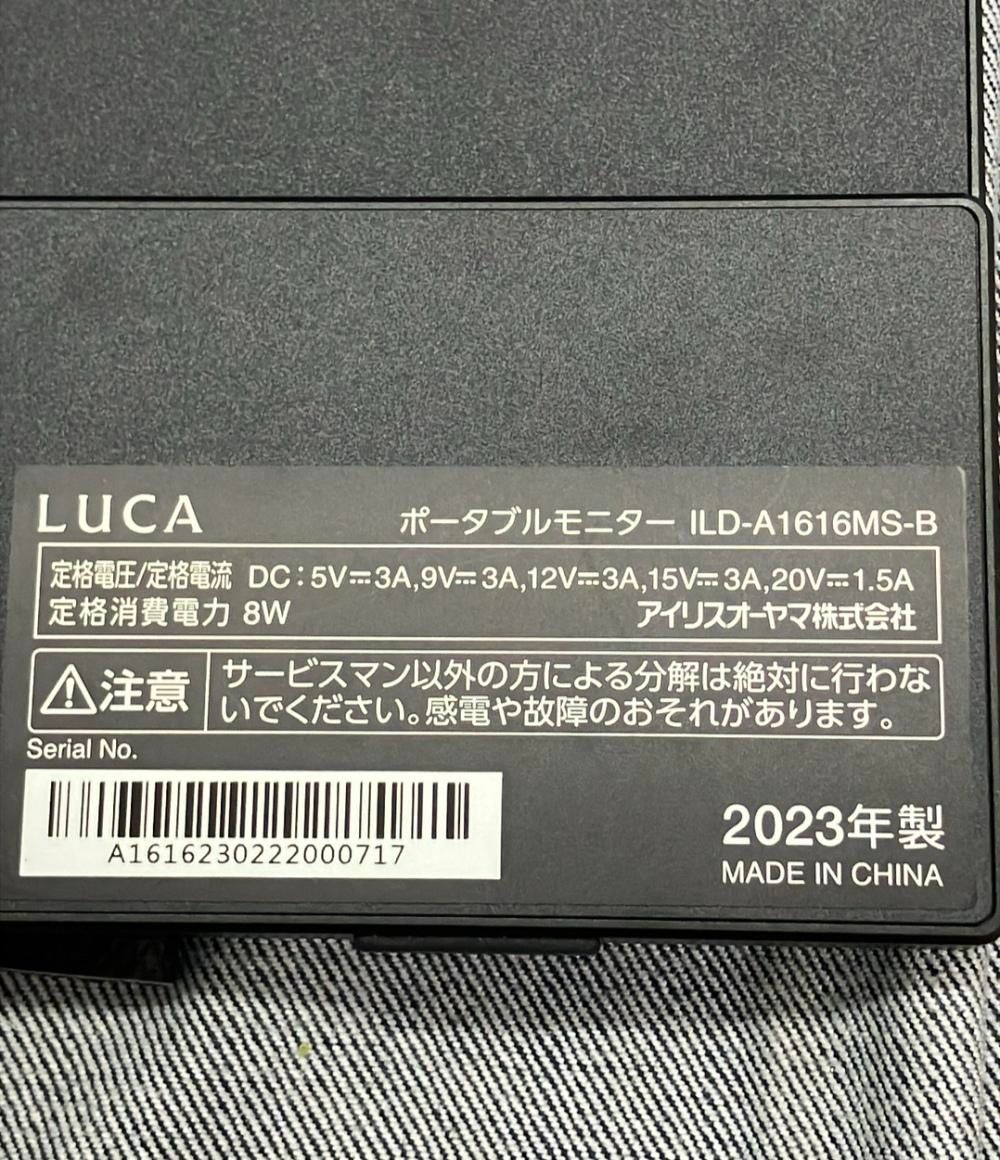 LUCA
ポータブルモニター ILD-A1616MS-B
定格電圧/定格電流 DC:5V⎓3A,9V⎓3A,12V⎓3A,15V⎓3A,20V⎓1.5A
定格消費電力 8W アイリスオーヤマ株式会社
注意
サービスマン以外の方による分解は絶対に行わな
いでください。感電や故障のおそれがあります。
Serial No.
A1616230222000717
2023年製
MADE IN CHINA